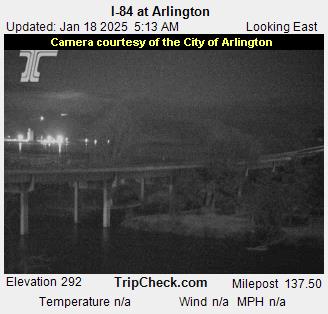 I-84 at Arlington
Updated: Jan 18 2025 5:13 AM Looking East
Camera courtesy of the City of Arlington
Elevation 292 TripCheck.com Milepost 137.50
Temperature n/a Wind n/a MPH n/a